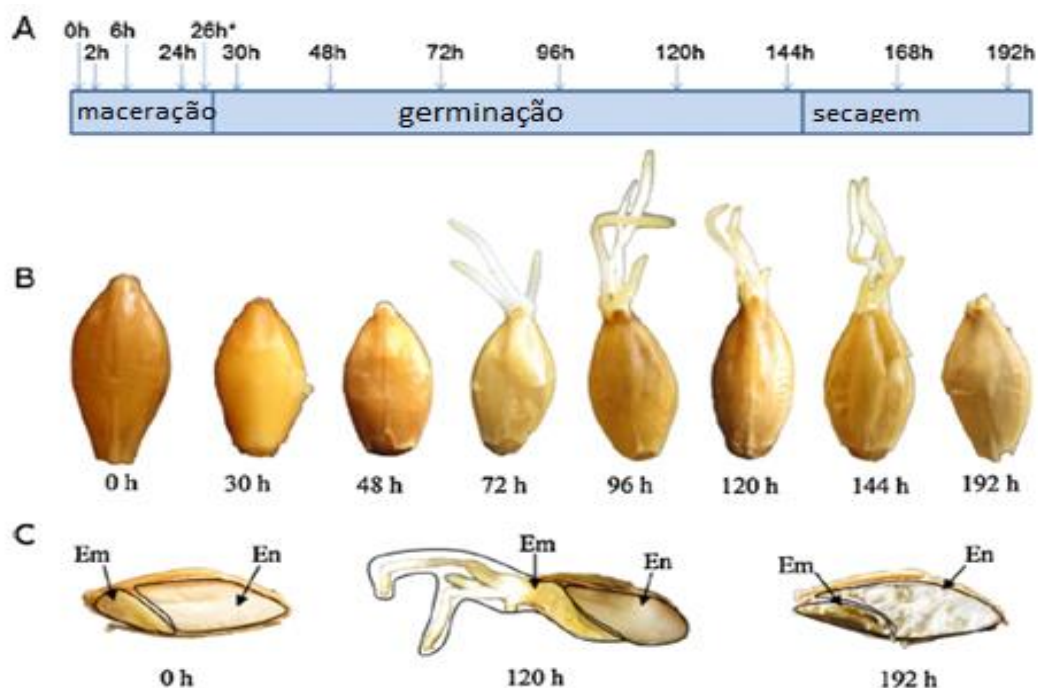 A
0h 6h 26h*
2h 24h 30h 48h 72h 96h 120h 144h 168h 192h
maceração germinação secagem
B
0 h 30 h 48 h 72 h 96 h 120 h 144 h 192 h
C
Em En Em En Em En
0 h 120 h 192 h